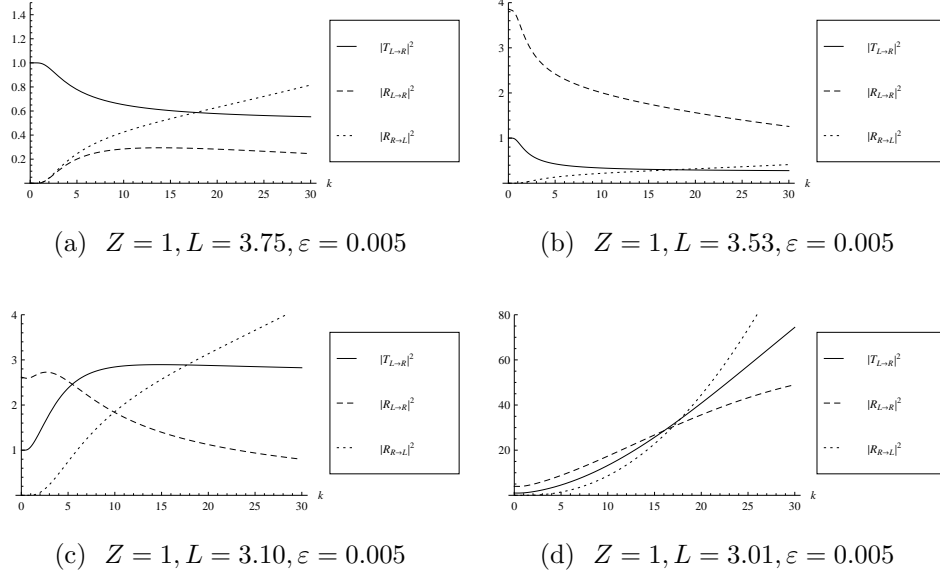 1.4
1.2
1.0
0.8
0.6
0.4
0.2
0 5 10 15 20 25 30
k
|T_{L→R}|^2
|R_{L→R}|^2
|R_{R→L}|^2
(a) Z = 1, L = 3.75, ε = 0.005
4
3
2
1
0 5 10 15 20 25 30
k
|T_{L→R}|^2
|R_{L→R}|^2
|R_{R→L}|^2
(b) Z = 1, L = 3.53, ε = 0.005
4
3
2
1
0 5 10 15 20 25 30
k
|T_{L→R}|^2
|R_{L→R}|^2
|R_{R→L}|^2
(c) Z = 1, L = 3.10, ε = 0.005
80
60
40
20
0 5 10 15 20 25 30
k
|T_{L→R}|^2
|R_{L→R}|^2
|R_{R→L}|^2
(d) Z = 1, L = 3.01, ε = 0.005